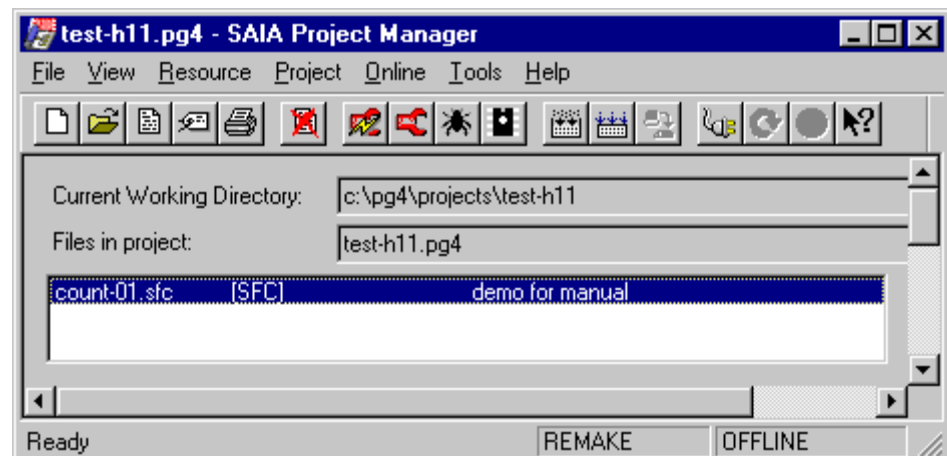 test-h11.pg4 - SAIA Project Manager
File View Resource Project Online Tools Help
Current Working Directory: c:\pg4\projects\test-h11
Files in project: test-h11.pg4
count-01.sfc [SFC] demo for manual
Ready REMAKE OFFLINE